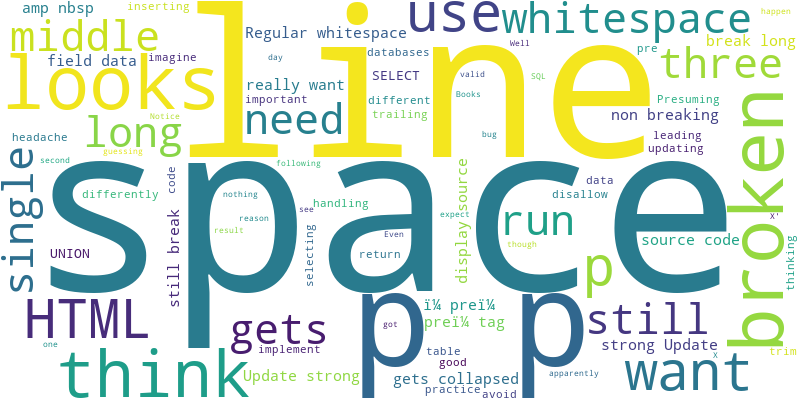 amp nbsp
inserting
line
use
whitespace
happen
middle
Regular whitespace
databases
Well
break long
field data
imagine
day
SELECT
valid
pre
three
looks
really want
important
different
Books
SQL
Presuming
long
Notice
need
trailing
non breaking
headache
guessing
bug
leading
updating
broken
second
space
following
single
differently
code
nothing
handling
expect
data
disallow
reason
see
run
X'
result
Even
though
source code
UNION
still break
selecting
return
display source
p
thinking
HTML
gets
p p
ï¼ preï¼
preï¼ tag
got
still
one
implement
table
good
strong Update
trim
think
Update strong
gets collapsed
apparently
want
x
practice
avoid